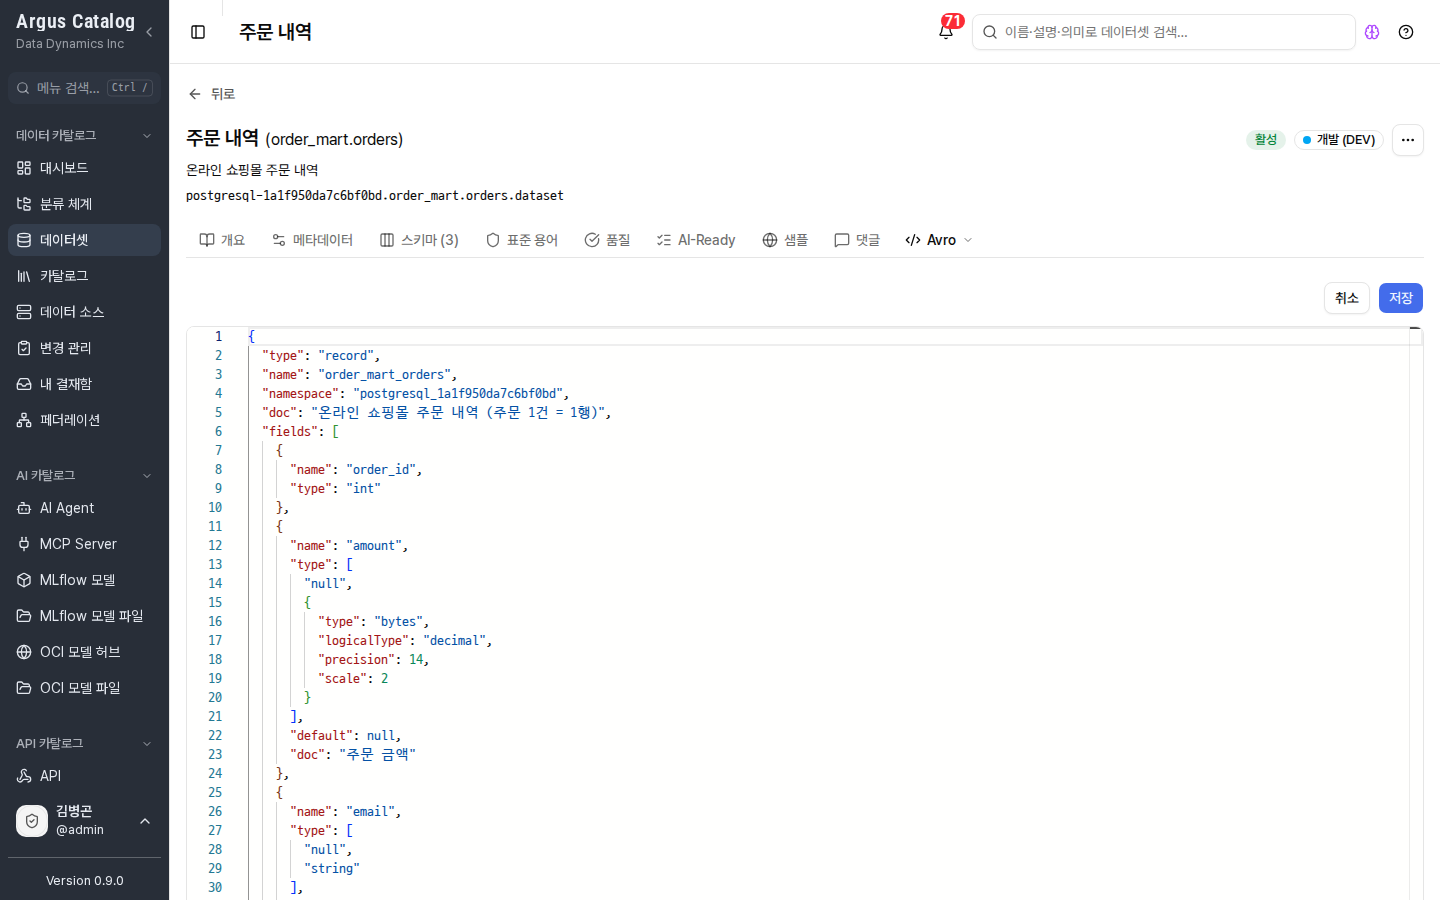 Argus Catalog
Data Dynamics Inc
메뉴 검색... Ctrl /
데이터 카탈로그
대시보드
분류 체계
데이터셋
카탈로그
데이터 소스
변경 관리
내 결재함
페더레이션
AI 카탈로그
AI Agent
MCP Server
MLflow 모델
MLflow 모델 파일
OCI 모델 허브
OCI 모델 파일
API 카탈로그
API
김병곤
@admin
Version 0.9.0
주문 내역
71
이름·설명·의미로 데이터셋 검색...
뒤로
주문 내역 (order_mart.orders)
활성
개발 (DEV)
온라인 쇼핑몰 주문 내역
postgresql-1a1f950da7c6bf0bd.order_mart.orders.dataset
개요 메타데이터 스키마 (3) 표준 용어 품질 AI-Ready 샘플 댓글 Avro
취소 저장
1 {
2 "type": "record",
3 "name": "order_mart_orders",
4 "namespace": "postgresql_1a1f950da7c6bf0bd",
5 "doc": "온라인 쇼핑몰 주문 내역 (주문 1건 = 1행)",
6 "fields": [
7 {
8 "name": "order_id",
9 "type": "int"
10 },
11 {
12 "name": "amount",
13 "type": [
14 "null",
15 {
16 "type": "bytes",
17 "logicalType": "decimal",
18 "precision": 14,
19 "scale": 2
20 }
21 ],
22 "default": null,
23 "doc": "주문 금액"
24 },
25 {
26 "name": "email",
27 "type": [
28 "null",
29 "string"
30 ],